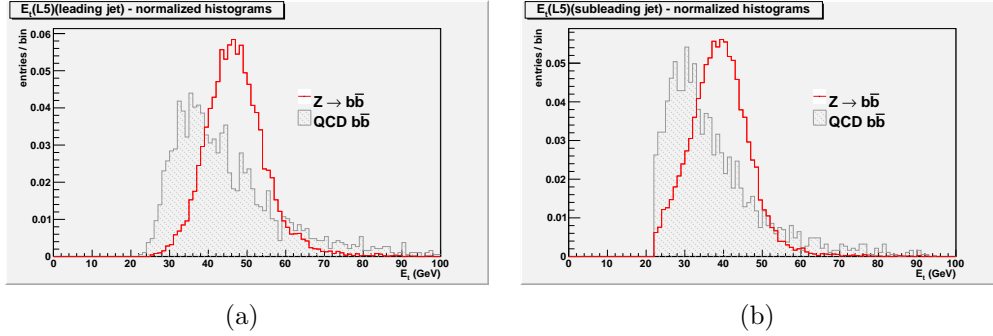 E_t(L5)(leading jet) - normalized histograms
entries / bin
0.06
0.05
0.04
0.03
0.02
0.01
0
Z → bb̅
QCD bb̅
0 10 20 30 40 50 60 70 80 90 100
E_t (GeV)
(a)
E_t(L5)(subleading jet) - normalized histograms
entries / bin
0.05
0.04
0.03
0.02
0.01
0
Z → bb̅
QCD bb̅
0 10 20 30 40 50 60 70 80 90 100
E_t (GeV)
(b)